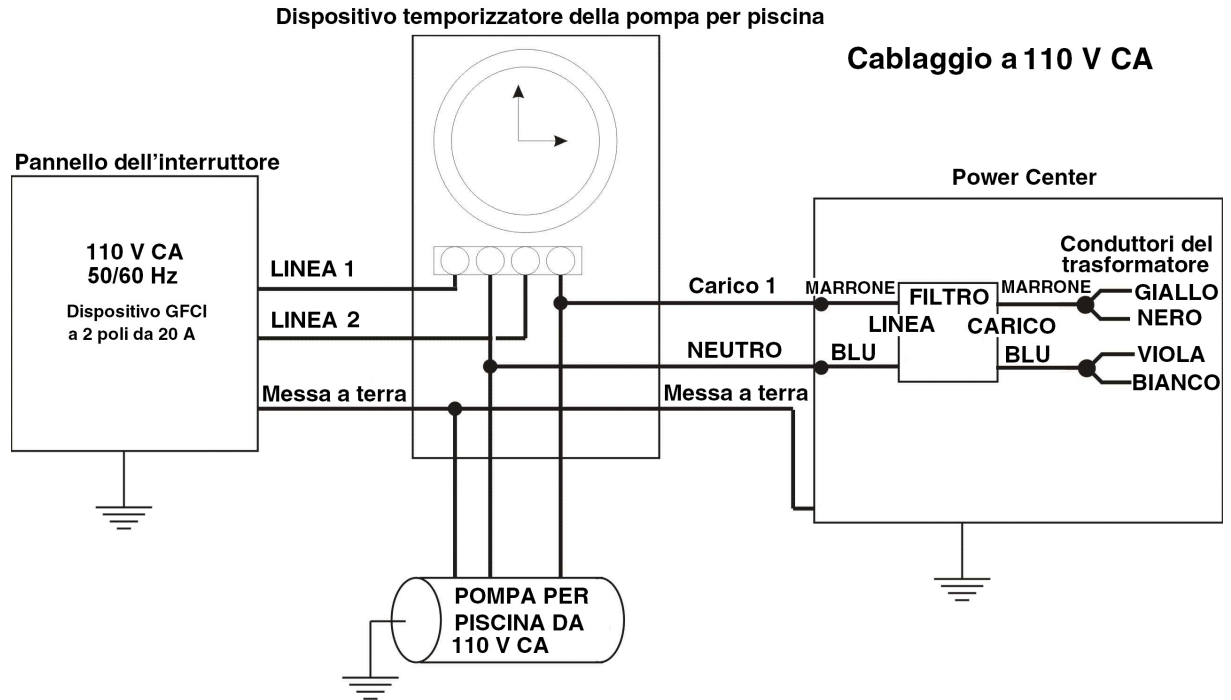 Dispositivo temporizzatore della pompa per piscina
Cablaggio a 110 V CA
Pannello dell'interruttore
Power Center
110 V CA
50/60 Hz
Dispositivo GFCI
a 2 poli da 20 A
LINEA 1
LINEA 2
Messa a terra
Carico 1
NEUTRO
Messa a terra
MARRONE
BLU
FILTRO
LINEA
CARICO
MARRONE
BLU
Conduttori del
trasformatore
GIALLO
NERO
VIOLA
BIANCO
POMPA PER
PISCINA DA
110 V CA